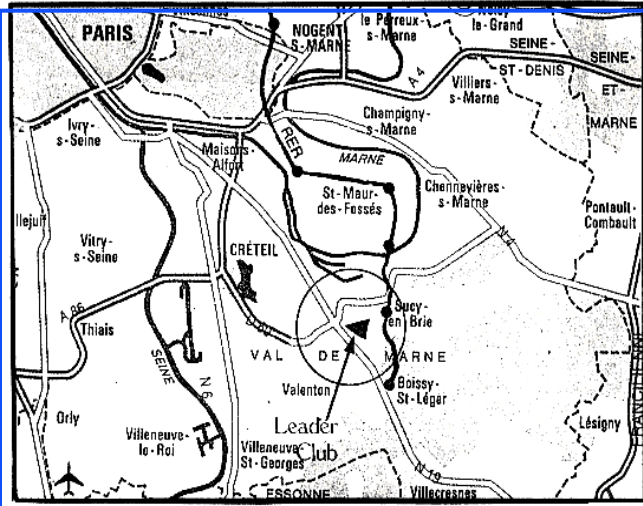 PARIS
NOGENT
S-MARNE
le Perreux-
s-Marne
le-Grand
SEINE-
ST-DENIS
SEINE-
ET-
MARNE
A 4
Villiers-
s-Marne
Ivry-
s-Seine
Champigny-
s-Marne
Maisons-
Alfort
RER
MARNE
St-Maur-
des-Fossés
Chennevières-
s-Marne
Pontault-
Combault
N 4
llejuif
Vitry-
s-Seine
CRÉTEIL
A 86
Thiais
SEINE
N 6
Sucy-
en-Brie
VAL DE MARNE
Valenton
Boissy-
St-Léger
Leader
Club
Orly
Villeneuve-
le-Roi
Villeneuve-
St-Georges
Lésigny
N 19
ESSONNE
Villecresnes